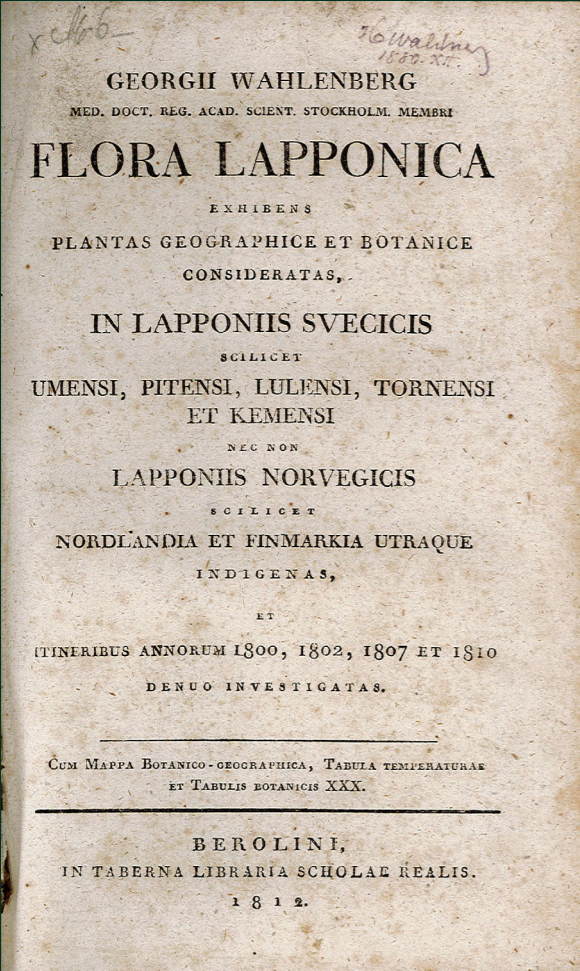 GEORGII WAHLENBERG
MED. DOCT. REG. ACAD. SCIENT. STOCKHOLM. MEMBRI
FLORA LAPPONICA
EXHIBENS
PLANTAS GEOGRAPHICE ET BOTANICE
CONSIDERATAS,
IN LAPPONIIS SVECICIS
SCILICET
UMENSI, PITENSI, LULENSI, TORNENSI
ET KEMENSI
NEC NON
LAPPONIIS NORVEGICIS
SCILICET
NORDLANDIA ET FINMARKIA UTRAQUE
INDIGENAS,
ET
ITINERIBUS ANNORUM 1800, 1802, 1807 ET 1810
DENUO INVESTIGATAS.
CUM MAPPA BOTANICO-GEOGRAPHICA, TABULA TEMPERATURAE
ET TABULIS BOTANICIS XXX.
BEROLINI,
IN TABERNA LIBRARIA SCHOLAE REALIS.
1812.